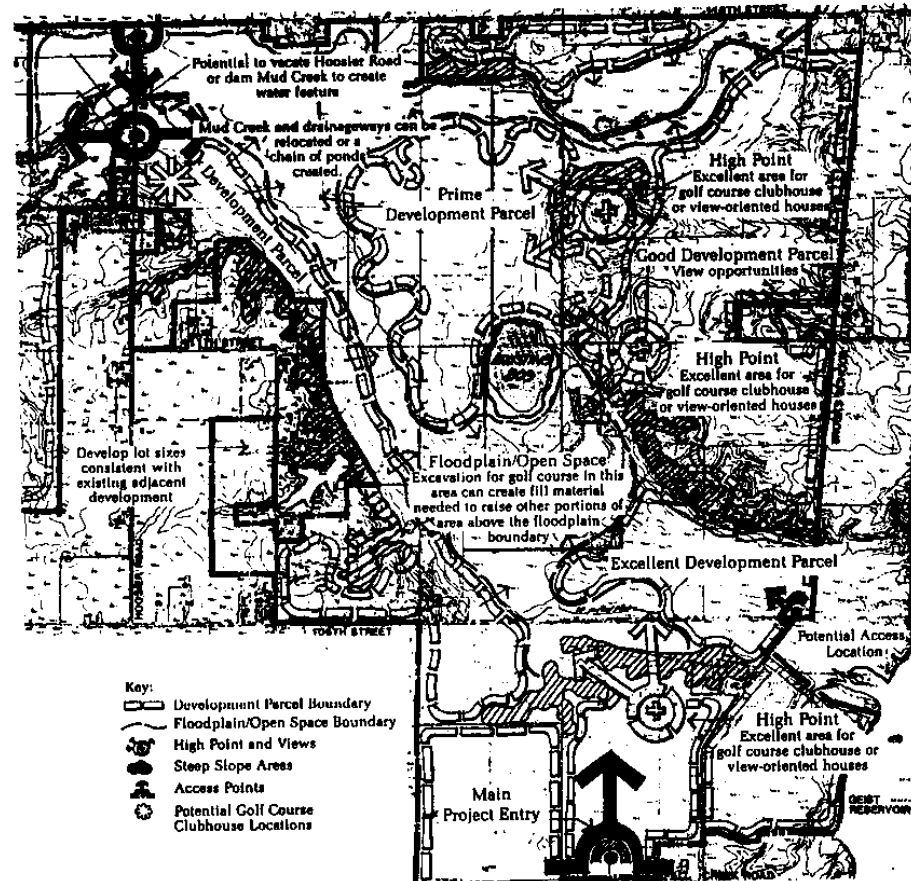 146TH STREET
Potential to vacate Hoosier Road
or dam Mud Creek to create
water feature
Mud Creek and drainageways can be
relocated or a
chain of ponds
created.
Development Parcel
Prime
Development Parcel
High Point
Excellent area for
golf course clubhouse
or view-oriented houses
Good Development Parcel
View opportunities
STREET
High Point
Excellent area for
golf course clubhouse
or view-oriented houses
Develop lot sizes
consistent with
existing adjacent
development
Floodplain/Open Space
Excavation for golf course in this
area can create fill material
needed to raise other portions of
area above the floodplain
boundary
Excellent Development Parcel
HOOSIER ROAD
106TH STREET
Potential Access
Location
Key:
Development Parcel Boundary
Floodplain/Open Space Boundary
High Point and Views
Steep Slope Areas
Access Points
Potential Golf Course
Clubhouse Locations
High Point
Excellent area for
golf course clubhouse or
view-oriented houses
Main
Project Entry
GEIST
RESERVOIR
CREEK ROAD